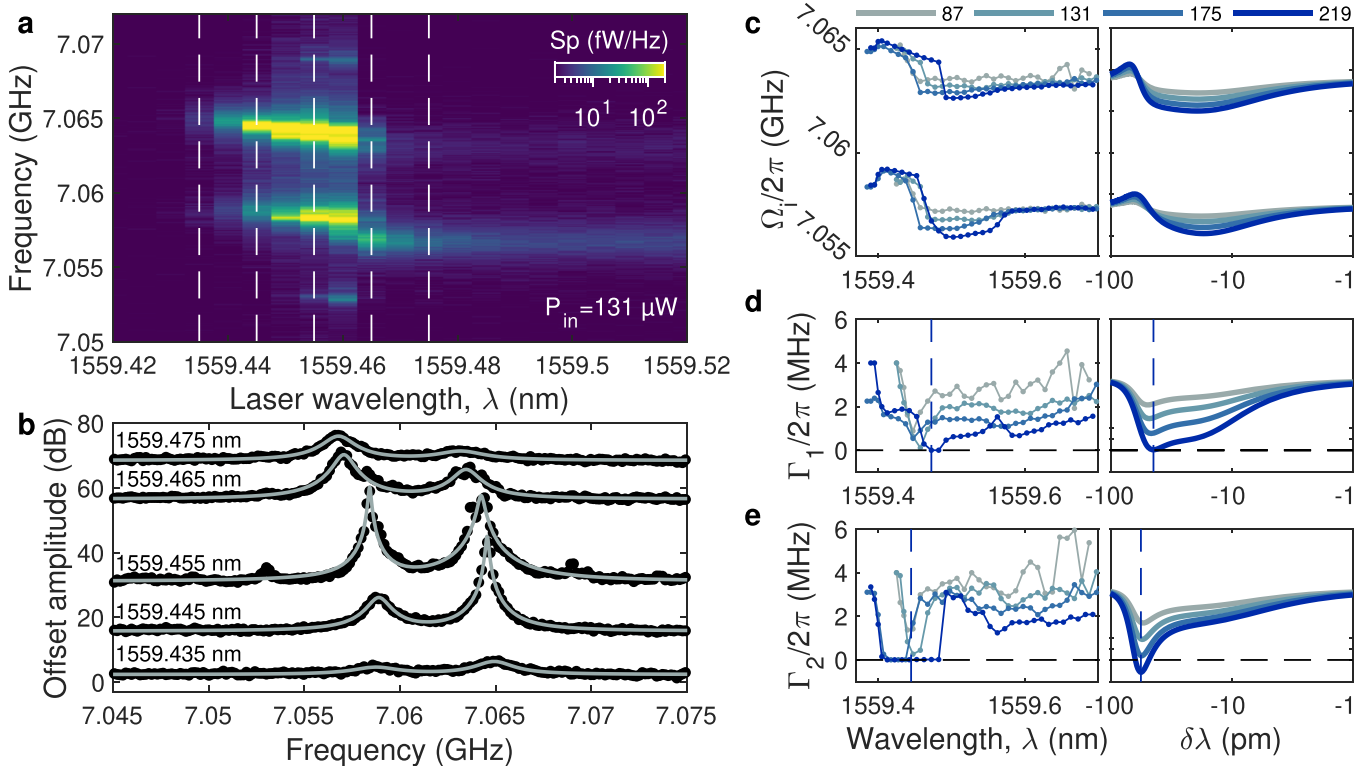 a
7.07
7.065
7.06
7.055
7.05
Frequency (GHz)
Sp (fW/Hz)
10^1 10^2
P_in=131 µW
1559.42 1559.44 1559.46 1559.48 1559.5 1559.52
Laser wavelength, λ (nm)
b
80
60
40
20
0
Offset amplitude (dB)
1559.475 nm
1559.465 nm
1559.455 nm
1559.445 nm
1559.435 nm
7.045 7.05 7.055 7.06 7.065 7.07 7.075
Frequency (GHz)
87 131 175 219
c
7.065
7.06
7.055
Ω_i/2π (GHz)
1559.4 1559.6 -100 -10 -1
d
6
4
2
0
Γ_1/2π (MHz)
1559.4 1559.6 -100 -10 -1
e
6
4
2
0
Γ_2/2π (MHz)
1559.4 1559.6 -100 -10 -1
Wavelength, λ (nm) δλ (pm)